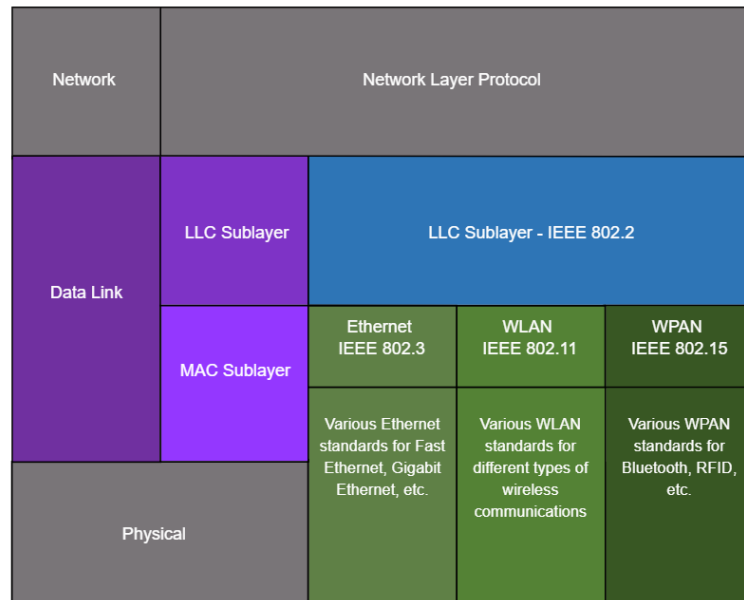 Network
Network Layer Protocol
Data Link
LLC Sublayer
LLC Sublayer - IEEE 802.2
MAC Sublayer
Ethernet
IEEE 802.3
WLAN
IEEE 802.11
WPAN
IEEE 802.15
Various Ethernet
standards for Fast
Ethernet, Gigabit
Ethernet, etc.
Various WLAN
standards for
different types of
wireless
communications
Various WPAN
standards for
Bluetooth, RFID,
etc.
Physical